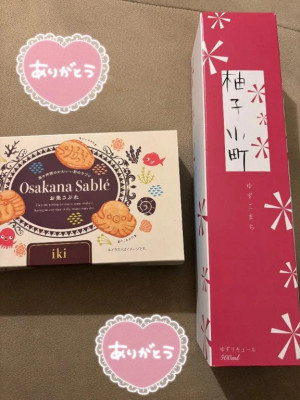 ありがとう
Osakana Sablé
お魚さぶれ
iki
ありがとう
柚子小町
ゆずこまち
ゆずリキュール
500ml